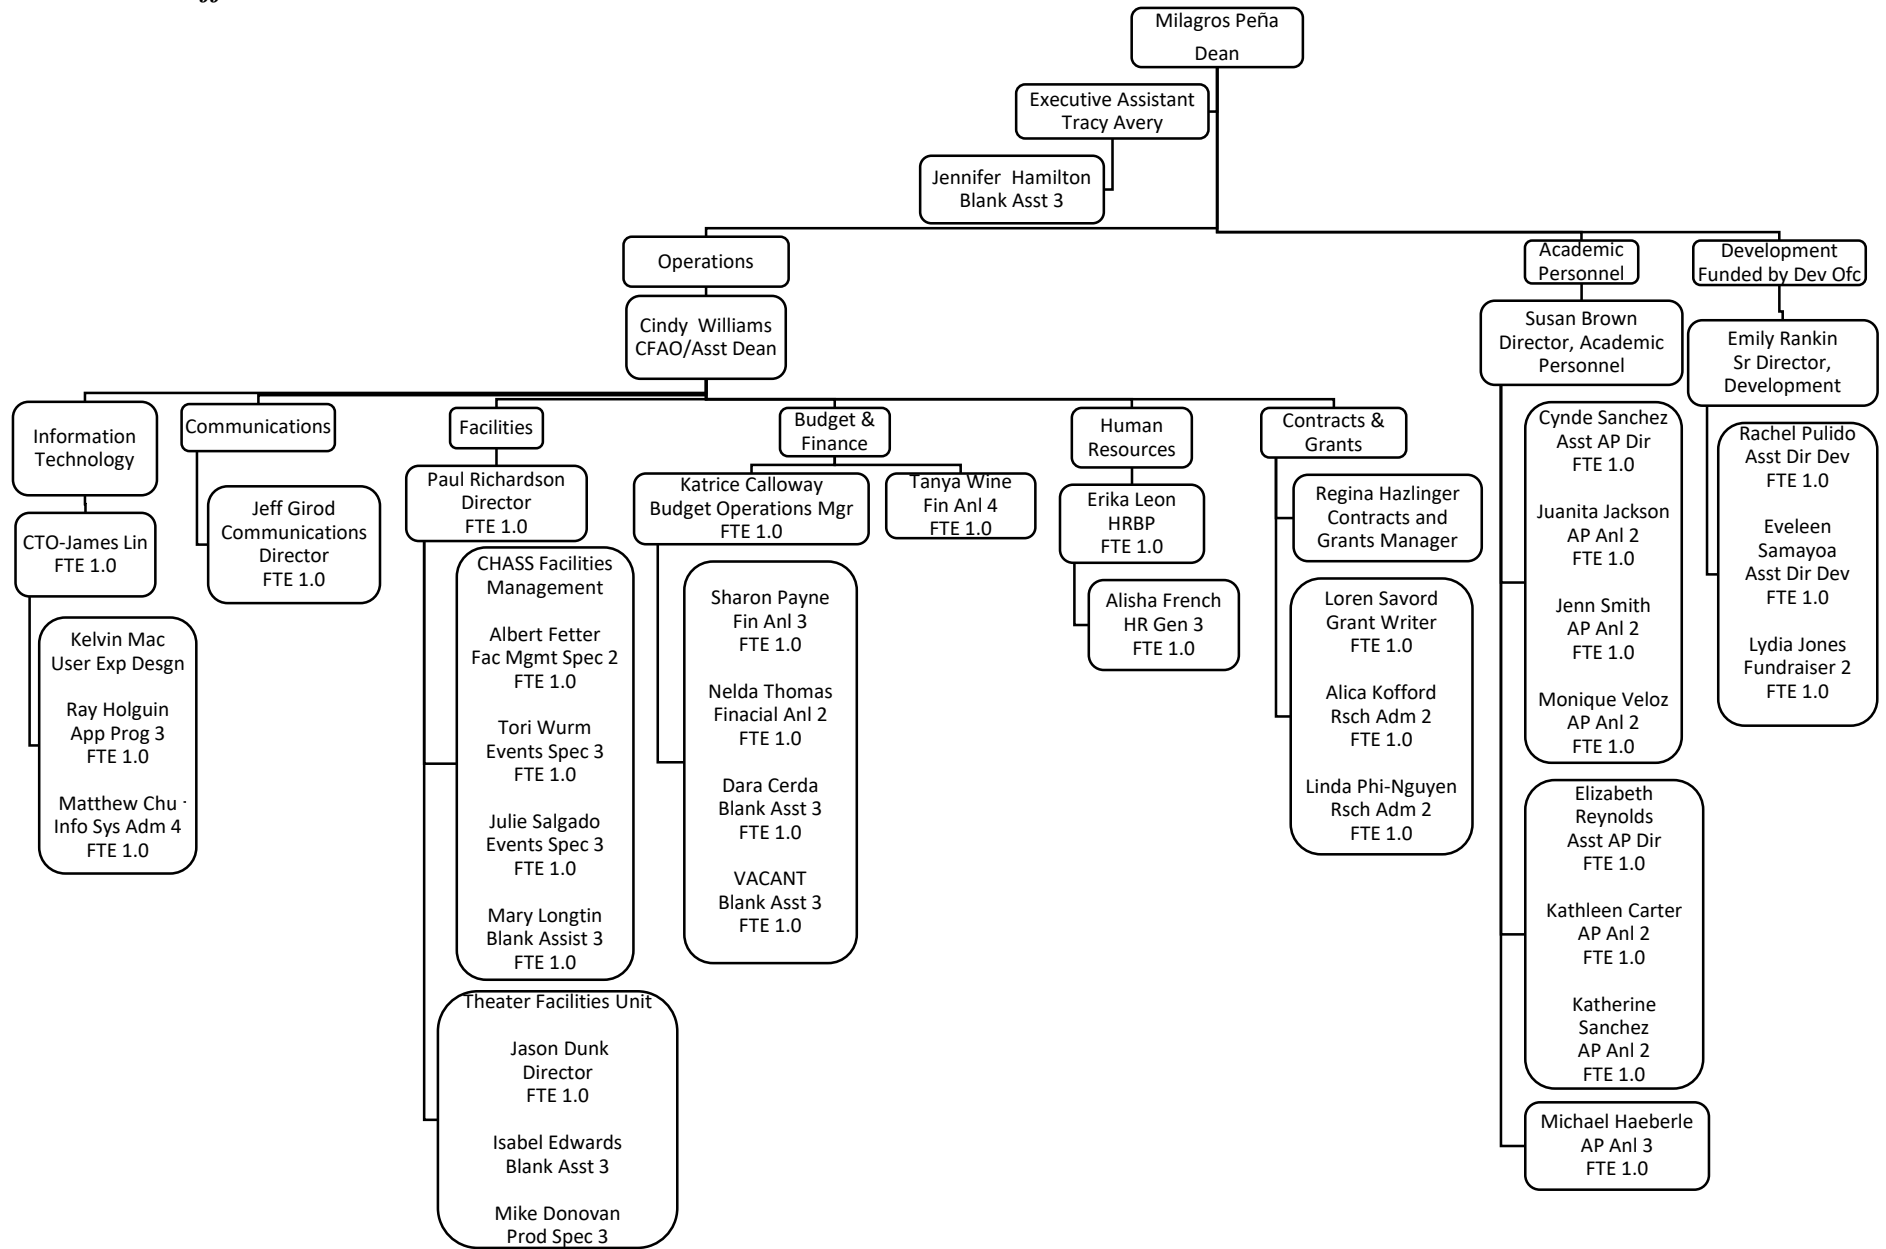 Milagros Peña
Dean
Executive Assistant
Tracy Avery
Jennifer Hamilton
Blank Asst 3
Operations
Cindy Williams
CFAO/Asst Dean
Information
Technology
CTO-James Lin
FTE 1.0
Kelvin Mac
User Exp Desgn
Ray Holguin
App Prog 3
FTE 1.0
Matthew Chu
Info Sys Adm 4
FTE 1.0
Communications
Jeff Girod
Communications
Director
FTE 1.0
Facilities
Paul Richardson
Director
FTE 1.0
CHASS Facilities
Management
Albert Fetter
Fac Mgmt Spec 2
FTE 1.0
Tori Wurm
Events Spec 3
FTE 1.0
Julie Salgado
Events Spec 3
FTE 1.0
Mary Longtin
Blank Assist 3
FTE 1.0
Theater Facilities Unit
Jason Dunk
Director
FTE 1.0
Isabel Edwards
Blank Asst 3
Mike Donovan
Prod Spec 3
Budget &
Finance
Katrice Calloway
Budget Operations Mgr
FTE 1.0
Sharon Payne
Fin Anl 3
FTE 1.0
Nelda Thomas
Finacial Anl 2
FTE 1.0
Dara Cerda
Blank Asst 3
FTE 1.0
VACANT
Blank Asst 3
FTE 1.0
Tanya Wine
Fin Anl 4
FTE 1.0
Human
Resources
Erika Leon
HRBP
FTE 1.0
Alisha French
HR Gen 3
FTE 1.0
Contracts &
Grants
Regina Hazlinger
Contracts and
Grants Manager
Loren Savord
Grant Writer
FTE 1.0
Alica Kofford
Rsch Adm 2
FTE 1.0
Linda Phi-Nguyen
Rsch Adm 2
FTE 1.0
Academic
Personnel
Susan Brown
Director, Academic
Personnel
Cynde Sanchez
Asst AP Dir
FTE 1.0
Juanita Jackson
AP Anl 2
FTE 1.0
Jenn Smith
AP Anl 2
FTE 1.0
Monique Veloz
AP Anl 2
FTE 1.0
Elizabeth
Reynolds
Asst AP Dir
FTE 1.0
Kathleen Carter
AP Anl 2
FTE 1.0
Katherine
Sanchez
AP Anl 2
FTE 1.0
Michael Haeberle
AP Anl 3
FTE 1.0
Development
Funded by Dev Ofc
Emily Rankin
Sr Director,
Development
Rachel Pulido
Asst Dir Dev
FTE 1.0
Eveleen
Samayoa
Asst Dir Dev
FTE 1.0
Lydia Jones
Fundraiser 2
FTE 1.0